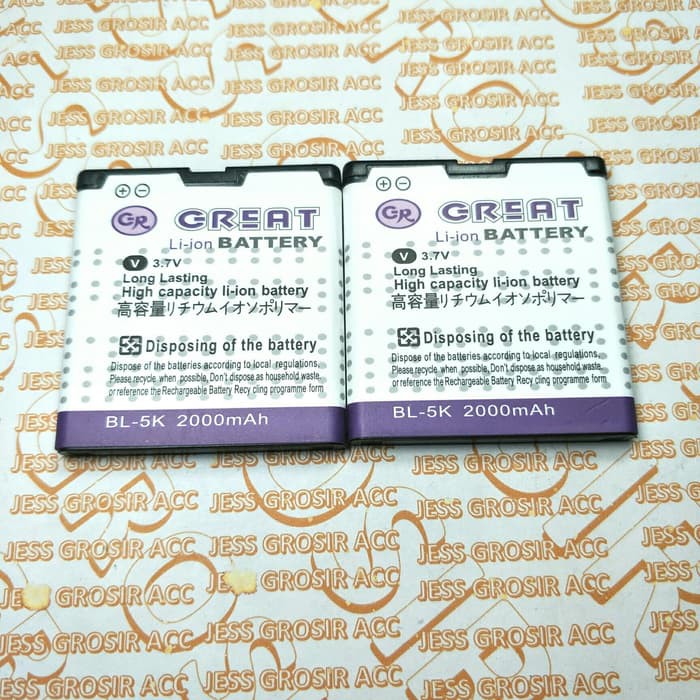 GR GREAT
Li-ion BATTERY
V 3.7V
Long Lasting
High capacity li-ion battery
高容量リチウムイオンポリマー
Disposing of the battery
Dispose of the batteries according to local regulations,
Please recycle when possible, Don't dispose as household waste,
or reference the Rechargeable Battery Recy cling programme form
BL-5K 2000mAh
GR GREAT
Li-ion BATTERY
V 3.7V
Long Lasting
High capacity li-ion battery
高容量リチウムイオンポリマー
Disposing of the battery
Dispose of the batteries according to local regulations,
Please recycle when possible, Don't dispose as household waste,
or reference the Rechargeable Battery Recy cling programme form
BL-5K 2000mAh
JESS GROSIR ACC